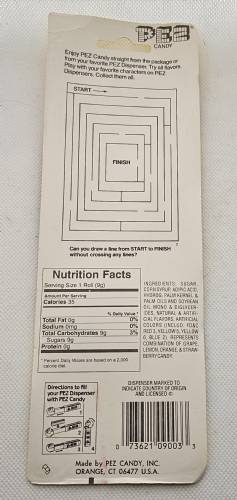 PEZ
CANDY
Enjoy PEZ Candy straight from the package or
from your favorite PEZ Dispenser. Try all flavors.
Play with your favorite characters on PEZ
Dispensers. Collect them all.
START
FINISH
Can you draw a line from START to FINISH
without crossing any lines?
Nutrition Facts
Serving Size 1 Roll (9g)
Amount Per Serving
Calories 35
% Daily Value*
Total Fat 0g 0%
Sodium 0mg 0%
Total Carbohydrates 9g 3%
Sugars 9g
Protein 0g
* Percent Daily Values are based on a 2,000
calorie diet.
INGREDIENTS: SUGAR,
CORN SYRUP, ADIPIC ACID,
HYDROG. PALM KERNEL &
PALM OILS AND SOYBEAN
OIL MONO & DIGLYCER-
IDES, NATURAL & ARTIFI-
CIAL FLAVORS, ARTIFICIAL
COLORS (INCLUD. FD&C
RED 3, YELLOW 5, YELLOW
6, BLUE 2). REPRESENTS
COMBINATION OF GRAPE,
LEMON, ORANGE, & STRAW-
BERRY CANDY.
Directions to fill
your PEZ Dispenser
with PEZ Candy
1
2
3
4
DISPENSER MARKED TO
INDICATE COUNTRY OF ORIGIN
AND LICENSED ©
0 73621 09003 3
Made by PEZ CANDY, INC.
ORANGE, CT 06477 U.S.A.